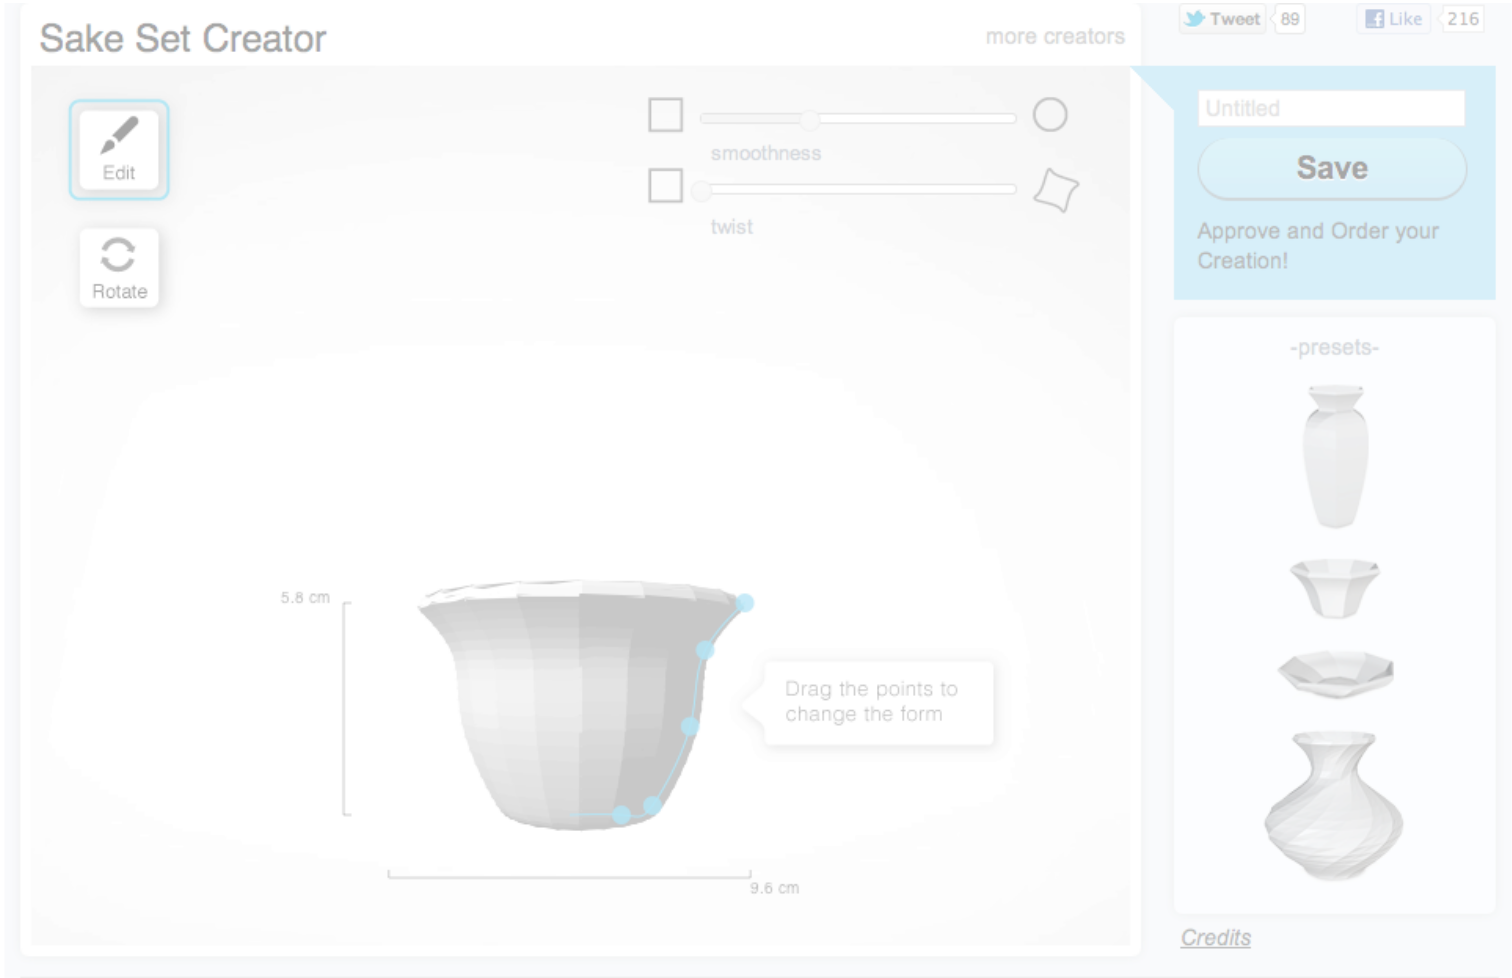 Sake Set Creator
more creators
Tweet
89
Like
216
Edit
Rotate
smoothness
twist
Untitled
Save
Approve and Order your
Creation!
-presets-
5.8 cm
Drag the points to
change the form
9.6 cm
Credits